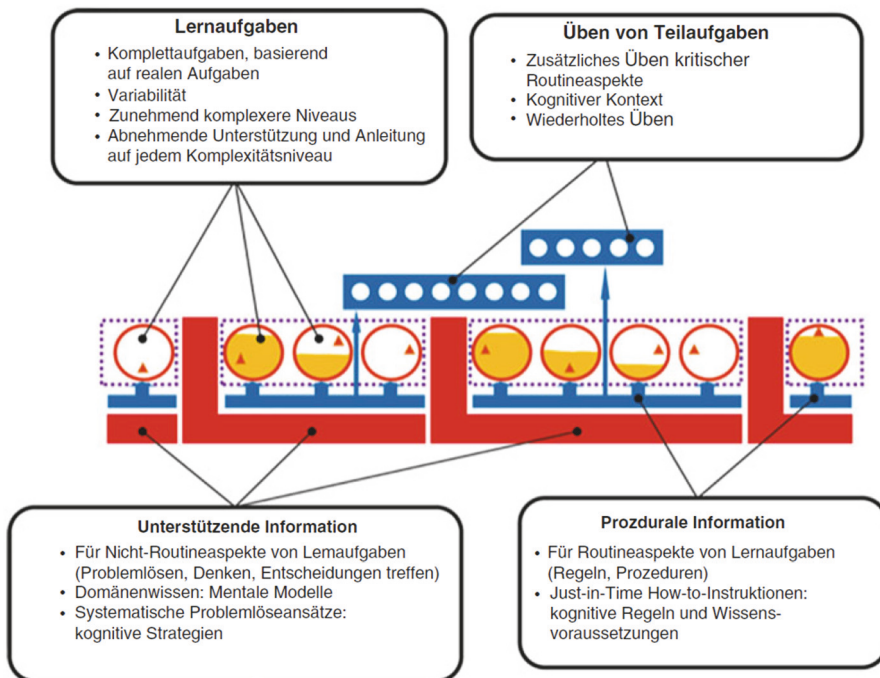 Lernaufgaben
• Komplettaufgaben, basierend
auf realen Aufgaben
• Variabilität
• Zunehmend komplexere Niveaus
• Abnehmende Unterstützung und Anleitung
auf jedem Komplexitätsniveau
Üben von Teilaufgaben
• Zusätzliches Üben kritischer
Routineaspekte
• Kognitiver Kontext
• Wiederholtes Üben
Unterstützende Information
• Für Nicht-Routineaspekte von Lemaufgaben
(Problemlösen, Denken, Entscheidungen treffen)
• Domänenwissen: Mentale Modelle
• Systematische Problemlöseansätze:
kognitive Strategien
Prozdurale Information
• Für Routineaspekte von Lernaufgaben
(Regeln, Prozeduren)
• Just-in-Time How-to-Instruktionen:
kognitive Regeln und Wissens-
voraussetzungen